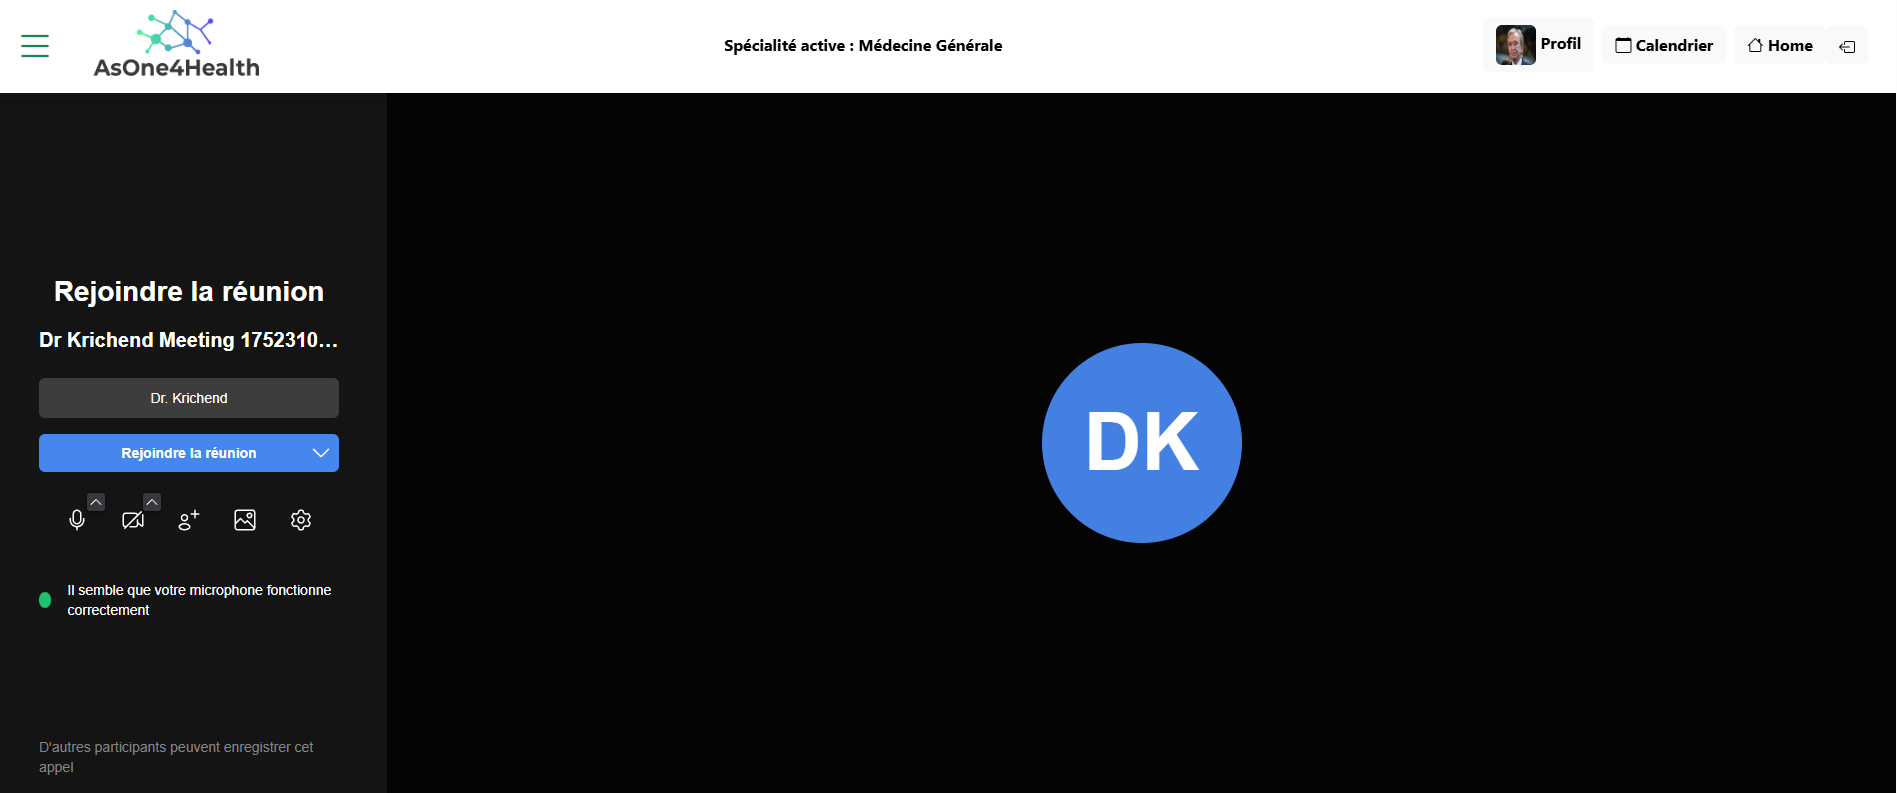 AsOne4Health
Spécialité active : Médecine Générale
Profil
Calendrier
Home
Rejoindre la réunion
Dr Krichend Meeting 1752310...
Dr. Krichend
Rejoindre la réunion
Il semble que votre microphone fonctionne
correctement
D'autres participants peuvent enregistrer cet
appel
DK